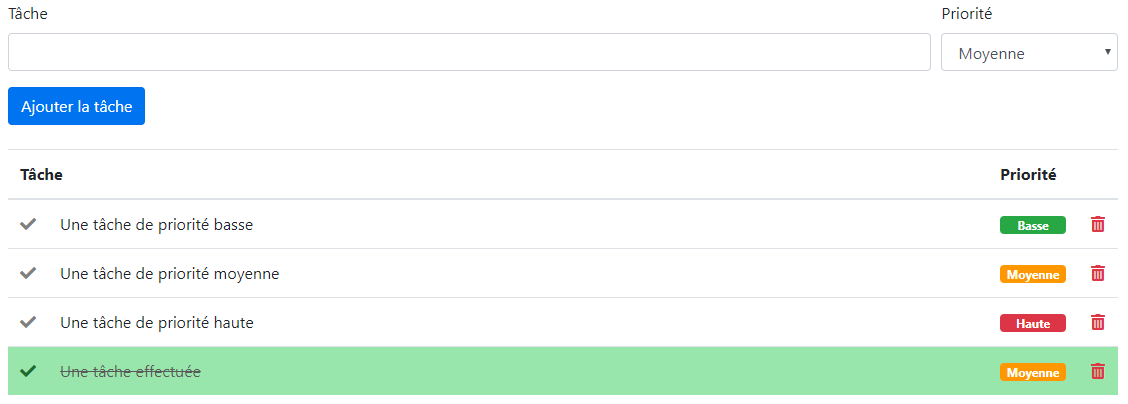 Tâche Priorité
Moyenne
Ajouter la tâche
Tâche Priorité
Une tâche de priorité basse Basse
Une tâche de priorité moyenne Moyenne
Une tâche de priorité haute Haute
Une tâche effectuée Moyenne